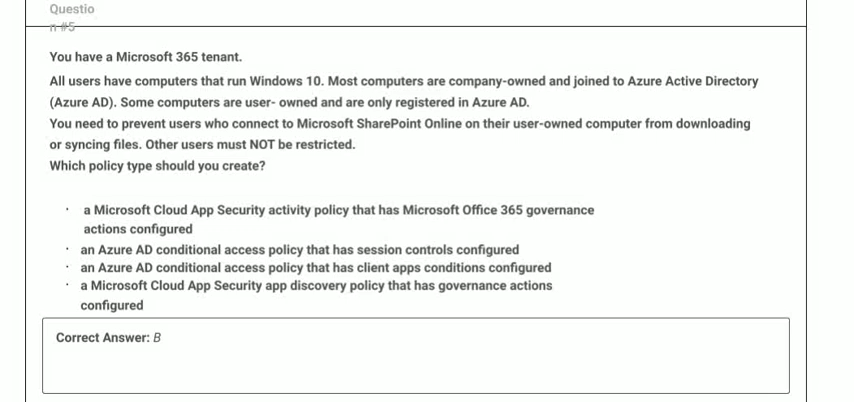 Questio
n #5
You have a Microsoft 365 tenant.
All users have computers that run Windows 10. Most computers are company-owned and joined to Azure Active Directory
(Azure AD). Some computers are user- owned and are only registered in Azure AD.
You need to prevent users who connect to Microsoft SharePoint Online on their user-owned computer from downloading
or syncing files. Other users must NOT be restricted.
Which policy type should you create?
· a Microsoft Cloud App Security activity policy that has Microsoft Office 365 governance
actions configured
· an Azure AD conditional access policy that has session controls configured
· an Azure AD conditional access policy that has client apps conditions configured
· a Microsoft Cloud App Security app discovery policy that has governance actions
configured
Correct Answer: B